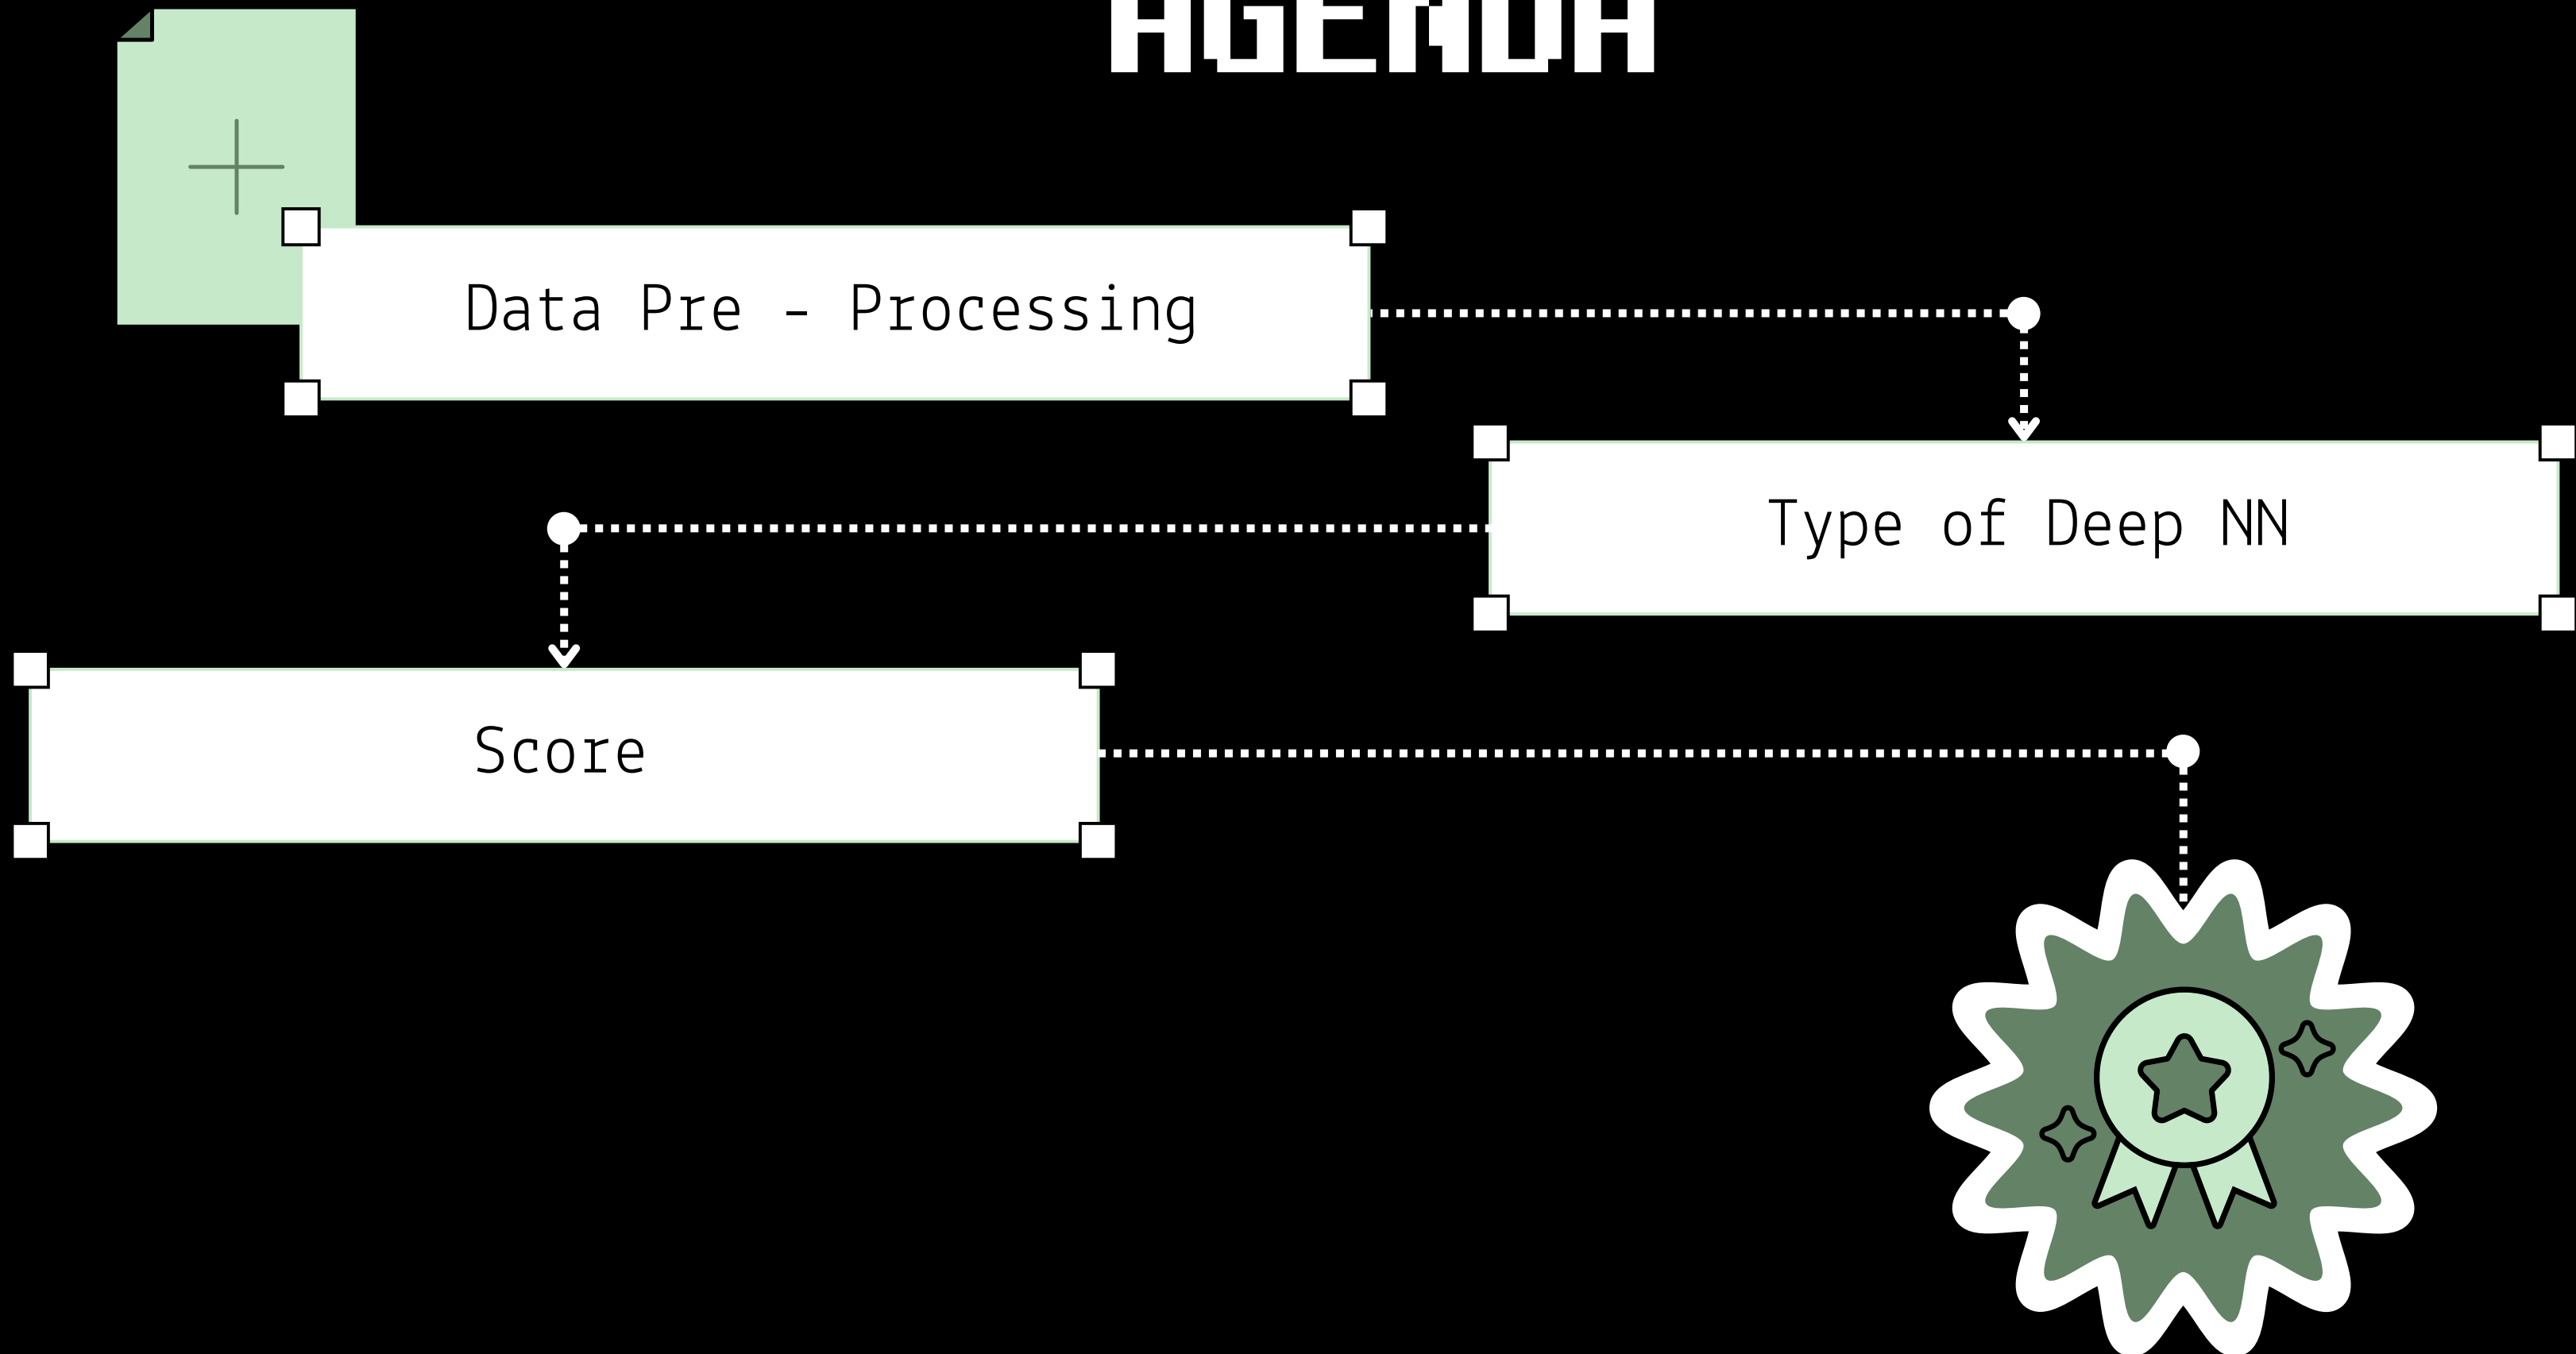 AGENDA
Data Pre - Processing
Type of Deep NN
Score